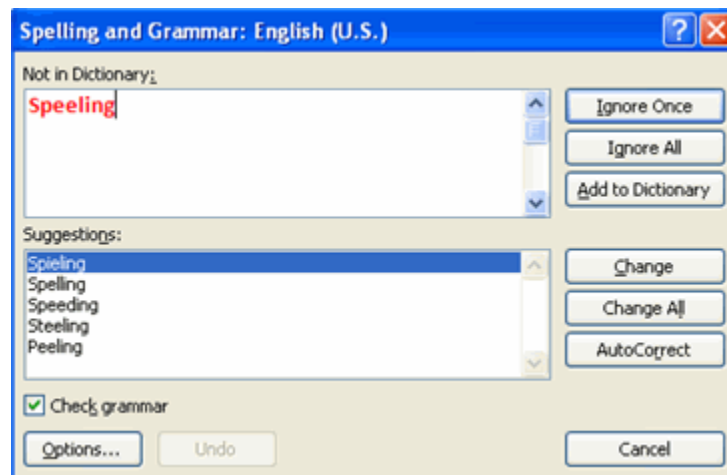 Spelling and Grammar: English (U.S.)
Not in Dictionary:
Speeling
Ignore Once
Ignore All
Add to Dictionary
Suggestions:
Spieling
Spelling
Speeding
Steeling
Peeling
Change
Change All
AutoCorrect
Check grammar
Options...
Undo
Cancel